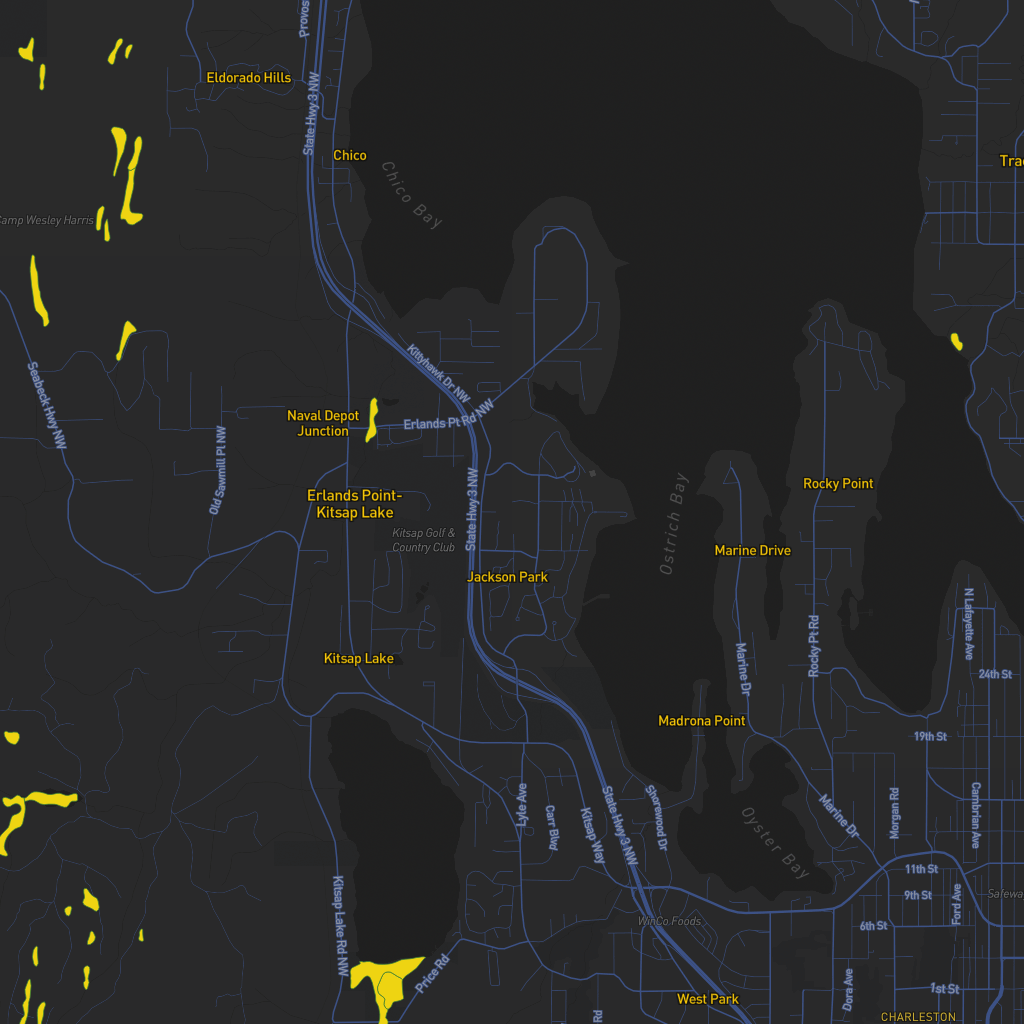 Provos
Eldorado Hills
State Hwy 3 NW
Chico
Chico Bay
Trac
Camp Wesley Harris
Seabeck Hwy NW
Kittyhawk Dr NW
Naval Depot
Junction
Erlands Pt Rd NW
Old Sawmill Pl NW
Erlands Point-
Kitsap Lake
State Hwy 3 NW
Kitsap Golf &
Country Club
Ostrich Bay
Rocky Point
Marine Drive
Jackson Park
Kitsap Lake
Rocky Pt Rd
Marine Dr
N Lafayette Ave
24th St
Madrona Point
19th St
Lyle Ave
Carr Blvd
Kitsap Way
State Hwy 3 NW
Shorewood Dr
Oyster Bay
Marine Dr
Morgan Rd
Cambrian Ave
11th St
9th St
Ford Ave
Safewa
6th St
WinCo Foods
Kitsap Lake Rd NW
Price Rd
Dora Ave
1st St
West Park
Rd
CHARLESTON